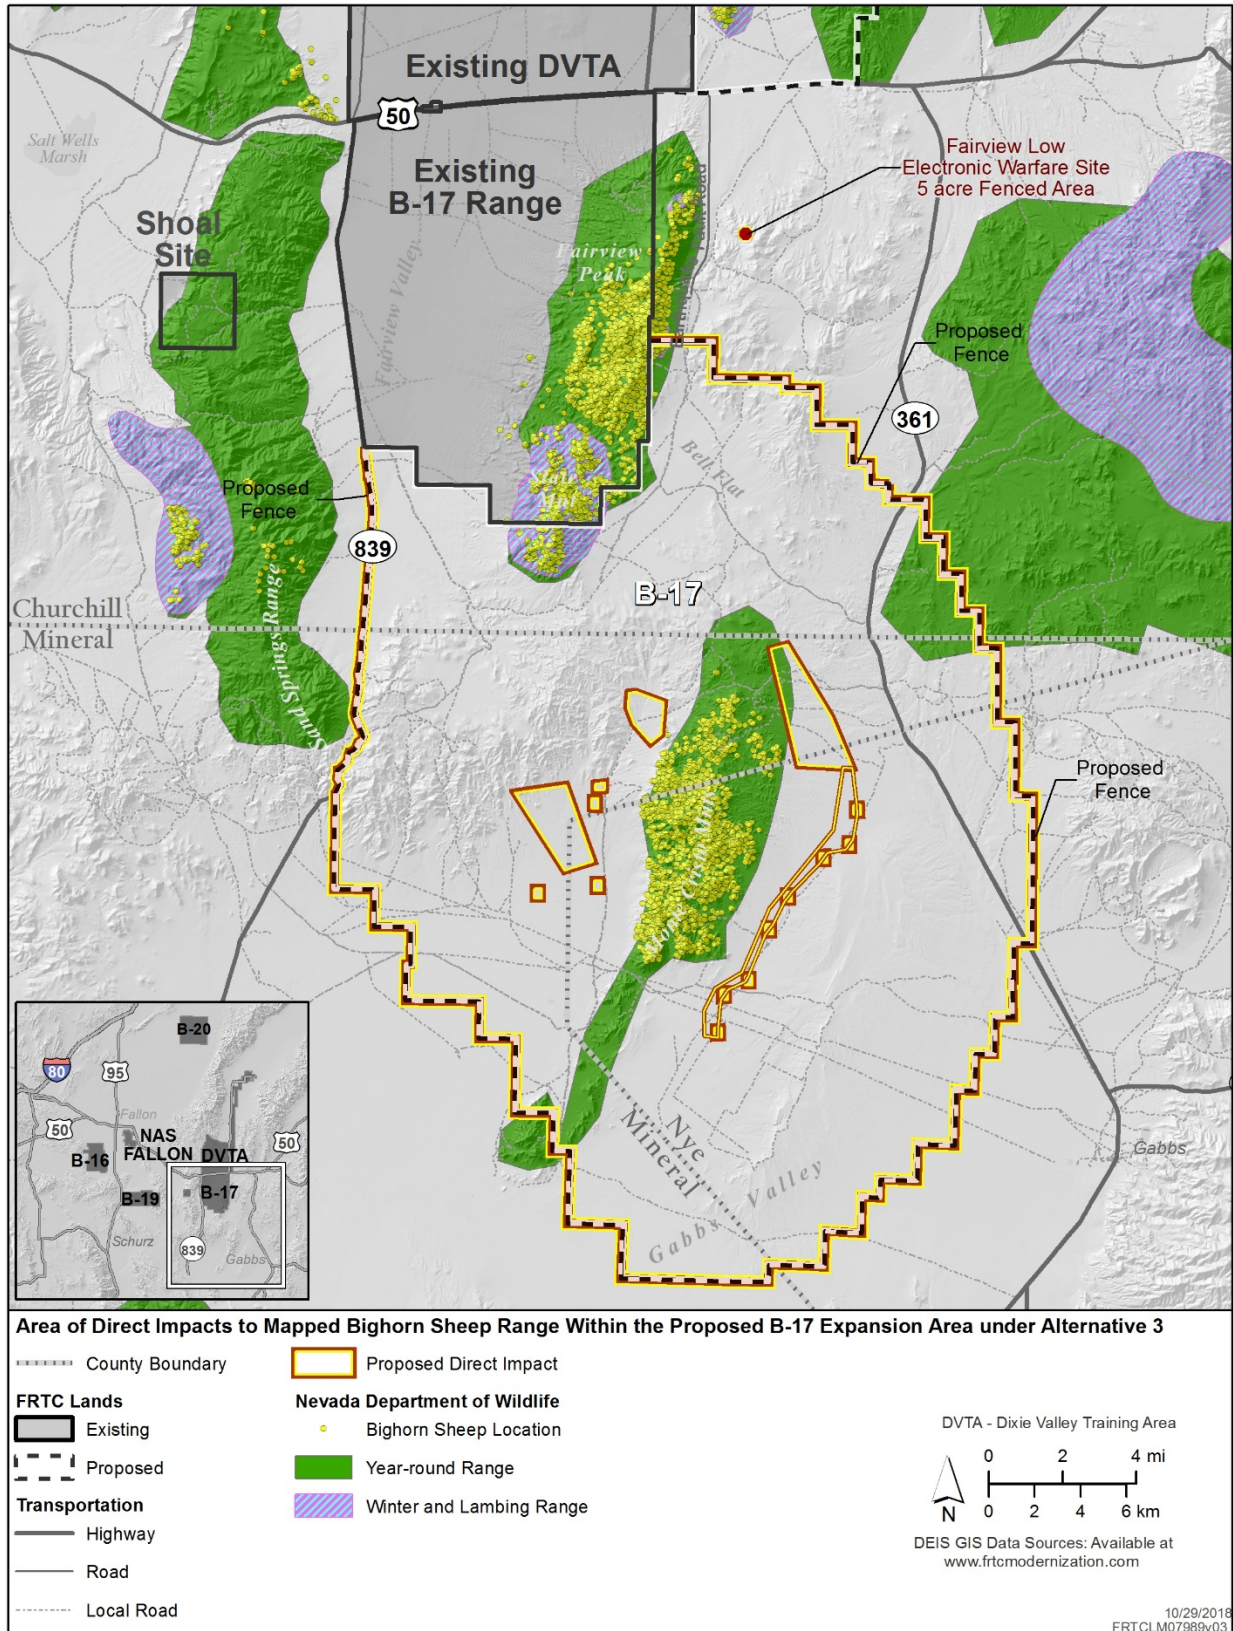 Existing DVTA
50
Salt Wells
Marsh
Existing
B-17 Range
Fairview Low
Electronic Warfare Site
5 acre Fenced Area
Shoal
Site
Fairview
Peak
Fairview Valley
Proposed
Fence
361
Bell Flat
Slate
Mtn
Proposed
Fence
839
B-17
Churchill
Mineral
Sand Springs Range
Proposed
Fence
Monte Cristo Mtns
Nye
Mineral
Gabbs Valley
Gabbs
B-20
80
95
Fallon
50
NAS
FALLON
DVTA
50
B-16
B-17
B-19
Schurz
839
Gabbs
Area of Direct Impacts to Mapped Bighorn Sheep Range Within the Proposed B-17 Expansion Area under Alternative 3
County Boundary
FRTC Lands
Existing
Proposed
Transportation
Highway
Road
Local Road
Proposed Direct Impact
Nevada Department of Wildlife
Bighorn Sheep Location
Year-round Range
Winter and Lambing Range
DVTA - Dixie Valley Training Area
0 2 4 mi
0 2 4 6 km
N
DEIS GIS Data Sources: Available at
www.frtcmodernization.com
10/29/2018
FRTCLM07989v03